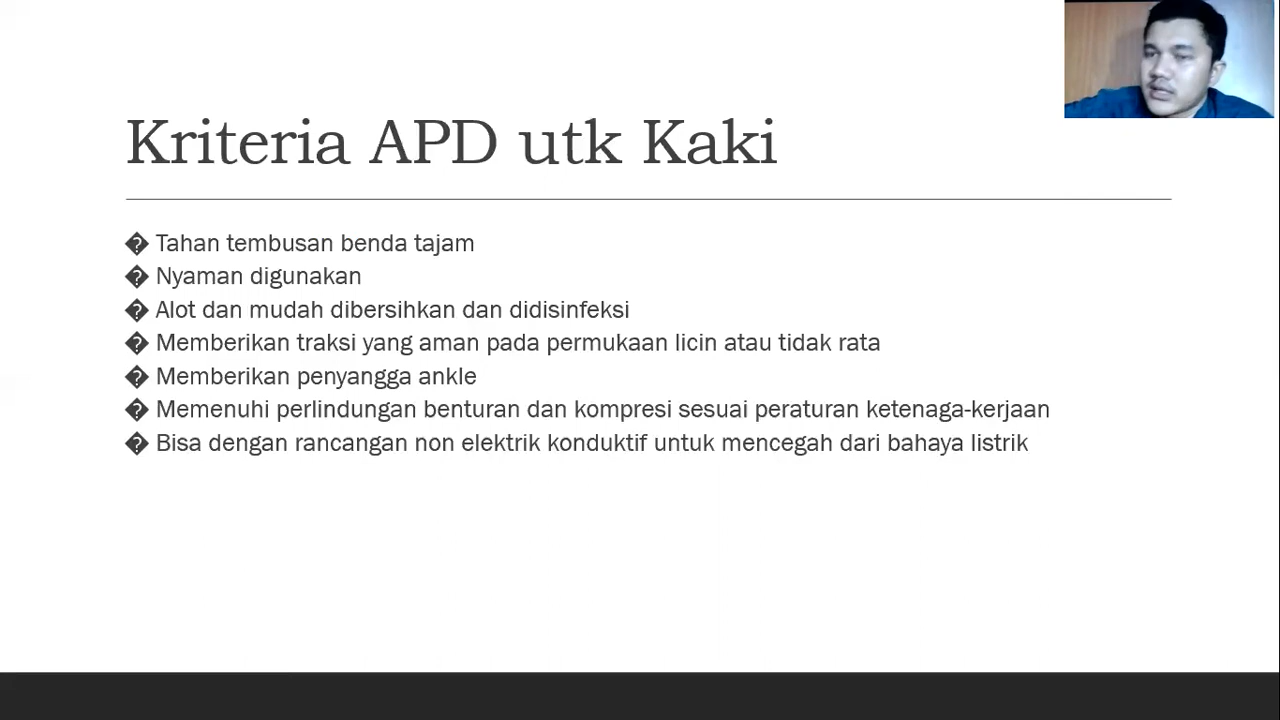 Kriteria APD utk Kaki
� Tahan tembusan benda tajam
� Nyaman digunakan
� Alot dan mudah dibersihkan dan didisinfeksi
� Memberikan traksi yang aman pada permukaan licin atau tidak rata
� Memberikan penyangga ankle
� Memenuhi perlindungan benturan dan kompresi sesuai peraturan ketenaga-kerjaan
� Bisa dengan rancangan non elektrik konduktif untuk mencegah dari bahaya listrik